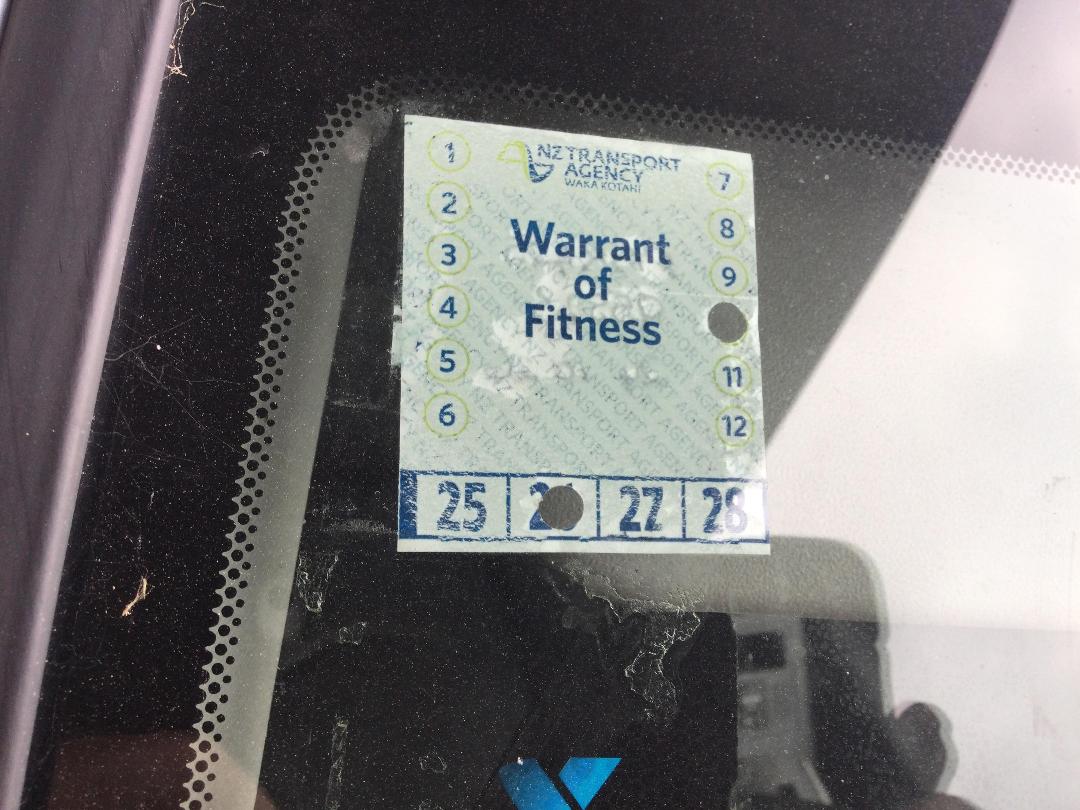 1
2
3
4
5
6
NZ TRANSPORT
AGENCY
WAKA KOTAHI
Warrant
of
Fitness
7
8
9
11
12
25 2 27 28